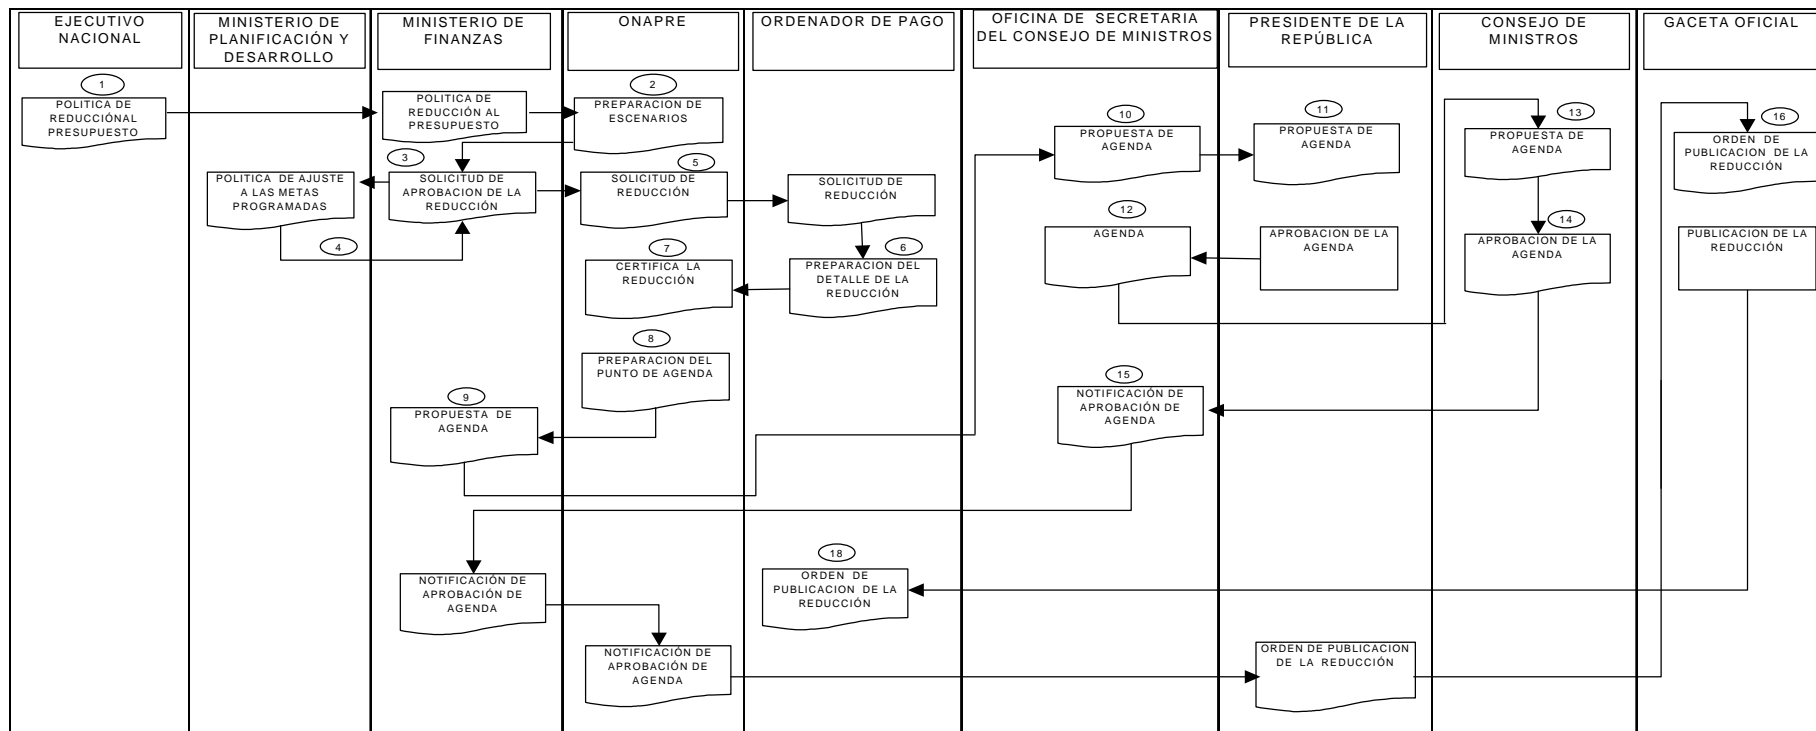 EJECUTIVO
NACIONAL
MINISTERIO DE
PLANIFICACIÓN Y
DESARROLLO
MINISTERIO DE
FINANZAS
ONAPRE
ORDENADOR DE PAGO
OFICINA DE SECRETARIA
DEL CONSEJO DE MINISTROS
PRESIDENTE DE LA
REPÚBLICA
CONSEJO DE
MINISTROS
GACETA OFICIAL
1
POLITICA DE
REDUCCIÓNAL
PRESUPUESTO
POLITICA DE
REDUCCIÓN AL
PRESUPUESTO
2
PREPARACION DE
ESCENARIOS
10
PROPUESTA DE
AGENDA
11
PROPUESTA DE
AGENDA
13
PROPUESTA DE
AGENDA
16
ORDEN DE
PUBLICACION DE LA
REDUCCIÓN
POLITICA DE AJUSTE
A LAS METAS
PROGRAMADAS
3
SOLICITUD DE
APROBACION DE LA
REDUCCIÓN
5
SOLICITUD DE
REDUCCIÓN
SOLICITUD DE
REDUCCIÓN
4
12
AGENDA
APROBACION DE LA
AGENDA
14
APROBACION DE LA
AGENDA
PUBLICACION DE LA
REDUCCIÓN
7
CERTIFICA LA
REDUCCIÓN
6
PREPARACION DEL
DETALLE DE LA
REDUCCIÓN
8
PREPARACION DEL
PUNTO DE AGENDA
9
PROPUESTA DE
AGENDA
15
NOTIFICACIÓN DE
APROBACIÓN DE
AGENDA
NOTIFICACIÓN DE
APROBACIÓN DE
AGENDA
18
ORDEN DE
PUBLICACION DE LA
REDUCCIÓN
NOTIFICACIÓN DE
APROBACIÓN DE
AGENDA
ORDEN DE PUBLICACION
DE LA REDUCCIÓN